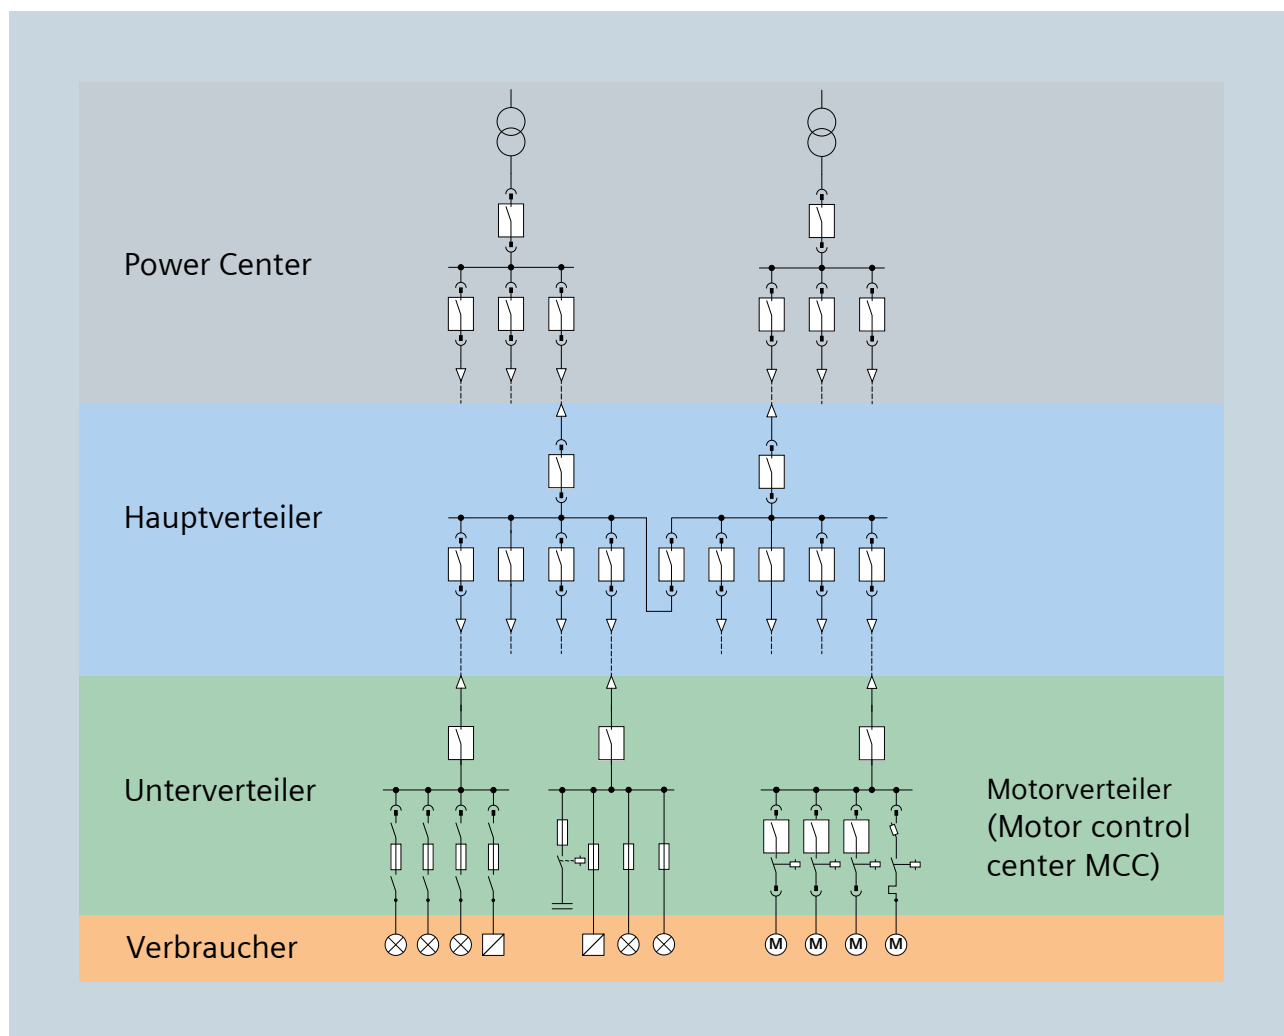 Power Center
Hauptverteiler
Unterverteiler
Motorverteiler
(Motor control
center MCC)
Verbraucher
M
M
M
M